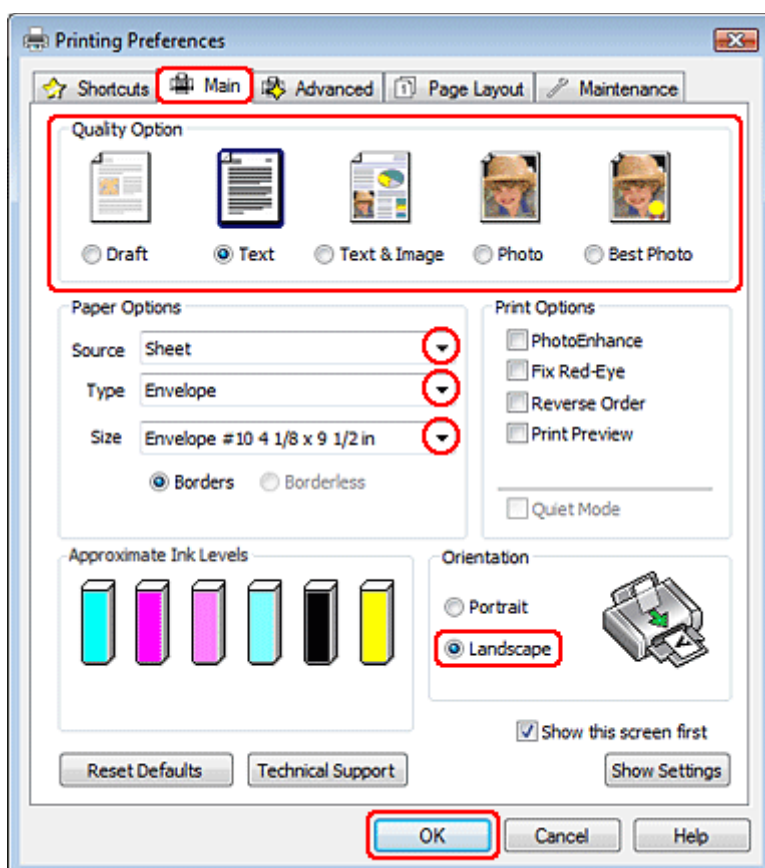 Printing Preferences
Shortcuts Main Advanced Page Layout Maintenance
Quality Option
Draft Text Text & Image Photo Best Photo
Paper Options
Source Sheet
Type Envelope
Size Envelope #10 4 1/8 x 9 1/2 in
Borders Borderless
Print Options
PhotoEnhance
Fix Red-Eye
Reverse Order
Print Preview
Quiet Mode
Approximate Ink Levels
Orientation
Portrait
Landscape
Show this screen first
Reset Defaults Technical Support Show Settings
OK Cancel Help